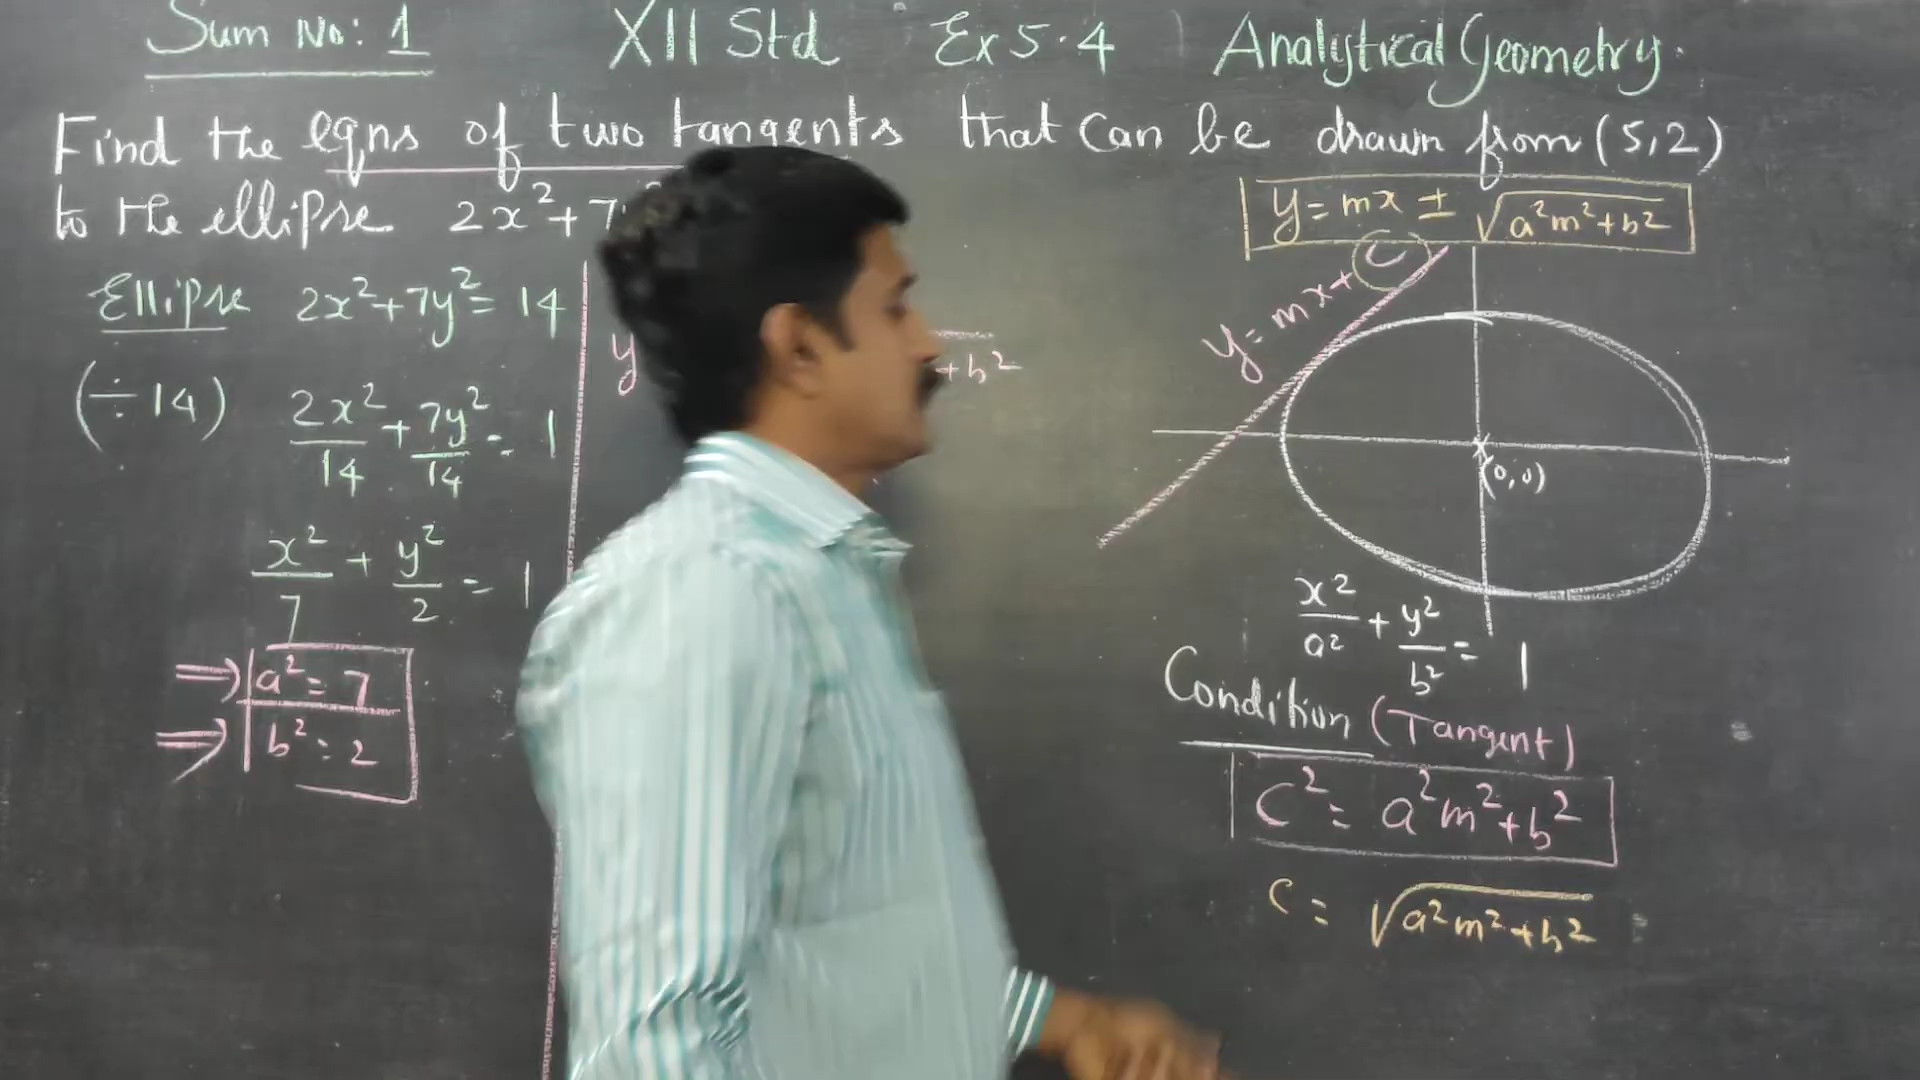 Sum No: 1 XII Std Ex 5.4 Analytical Geometry.
Find the eqns of two tangents that can be drawn from (5,2)
to the ellipse 2x²+7
y = mx ± √a²m²+b²
Ellipse 2x²+7y² = 14
(÷14) 2x²/14 + 7y²/14 = 1
x²/7 + y²/2 = 1
⇒ a² = 7
⇒ b² = 2
y +b²
y = mx + c
(0,0)
x²/a² + y²/b² = 1
Condition (Tangent)
C² = a²m²+b²
c = √a²m²+b²